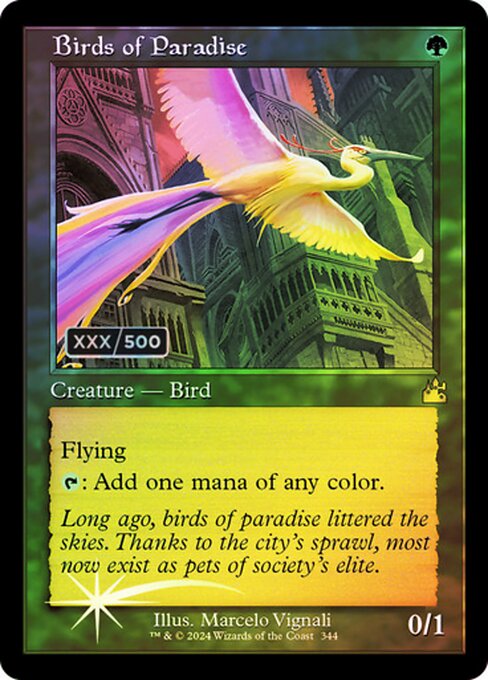 Birds of Paradise
XXX/500
Creature — Bird
Flying
: Add one mana of any color.
Long ago, birds of paradise littered the
skies. Thanks to the city's sprawl, most
now exist as pets of society's elite.
Illus. Marcelo Vignali
™ & © 2024 Wizards of the Coast 344
0/1